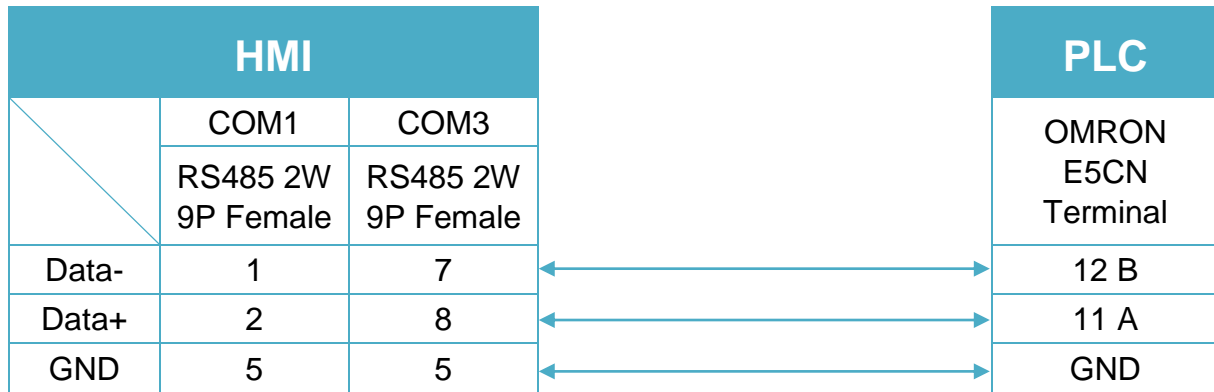 HMI PLC
COM1 COM3 OMRON
E5CN
Terminal
RS485 2W RS485 2W
9P Female 9P Female
Data- 1 7 12 B
Data+ 2 8 11 A
GND 5 5 GND